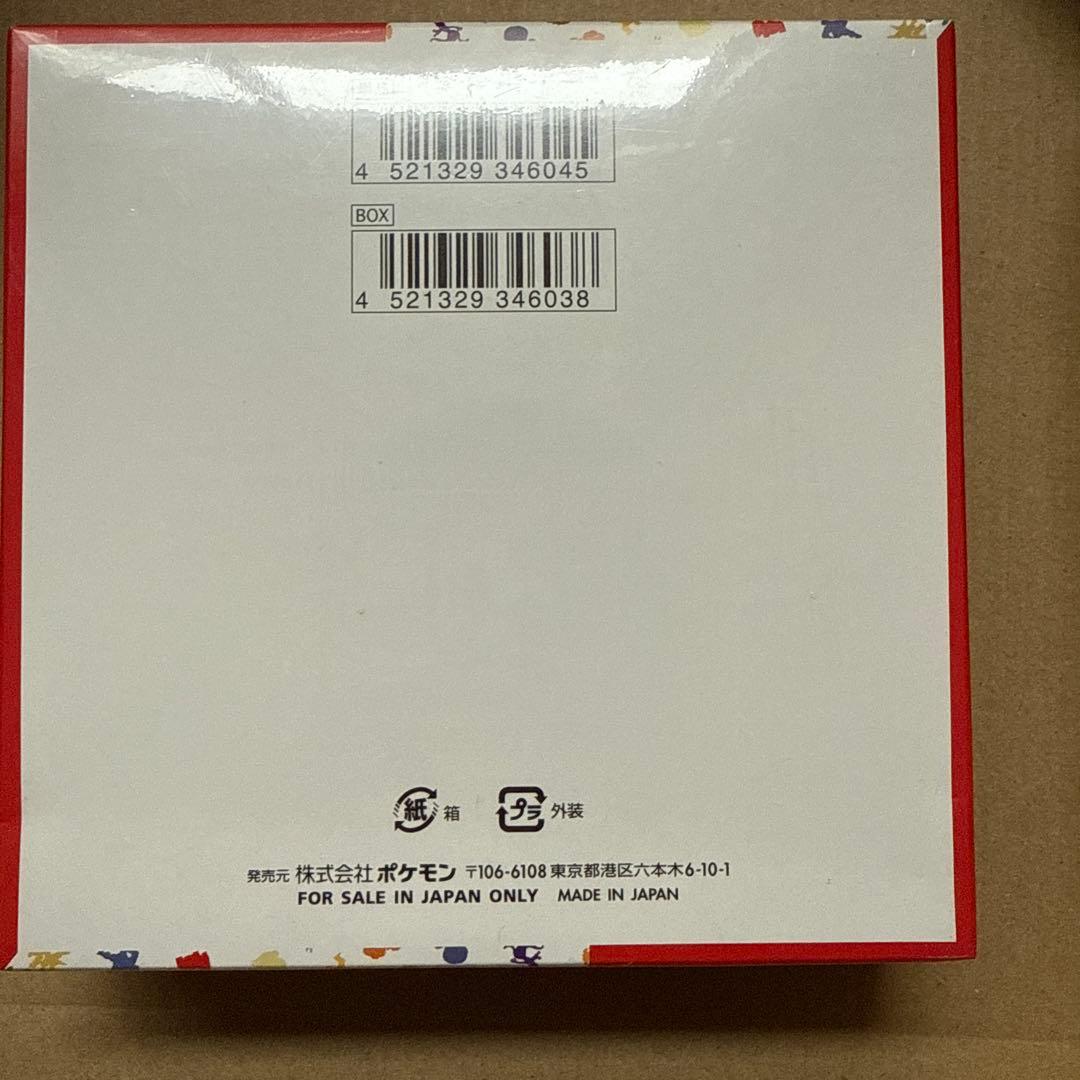 4 521329 346045
BOX
4 521329 346038
紙 箱 プラ 外装
発売元 株式会社ポケモン 〒106-6108 東京都港区六本木6-10-1
FOR SALE IN JAPAN ONLY MADE IN JAPAN